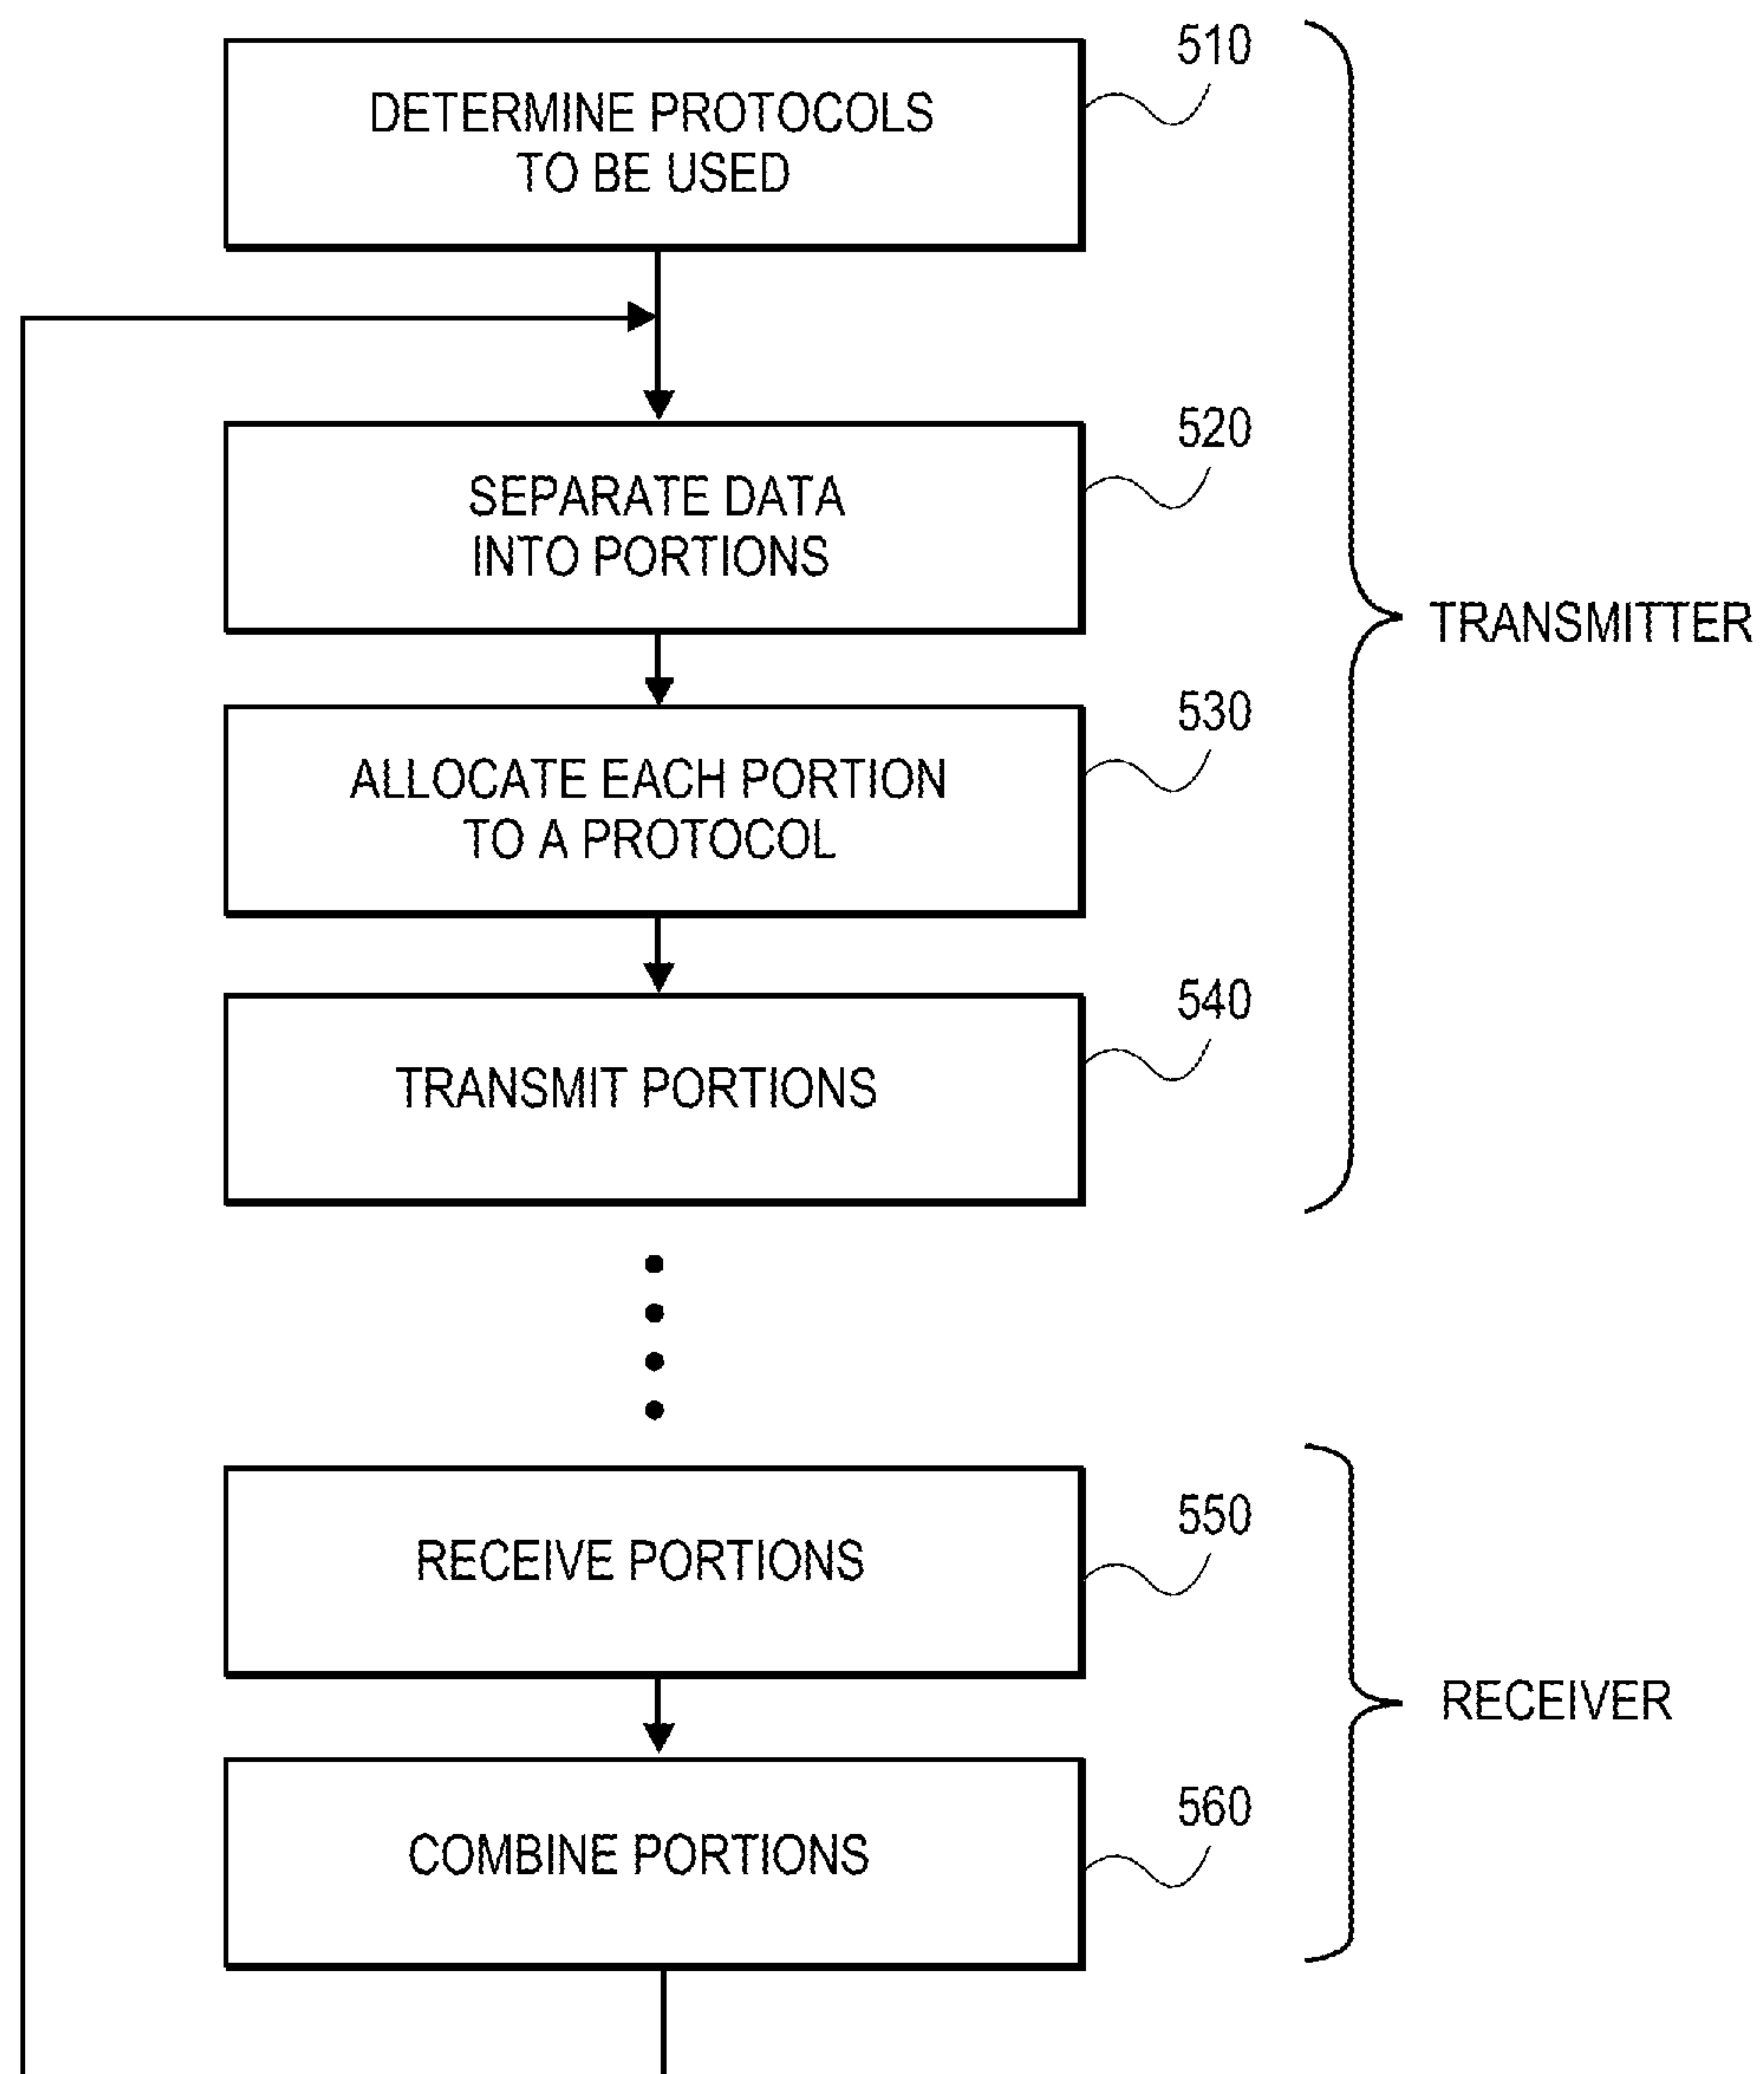 510
DETERMINE PROTOCOLS
TO BE USED
520
SEPARATE DATA
INTO PORTIONS
TRANSMITTER
530
ALLOCATE EACH PORTION
TO A PROTOCOL
540
TRANSMIT PORTIONS
550
RECEIVE PORTIONS
RECEIVER
560
COMBINE PORTIONS